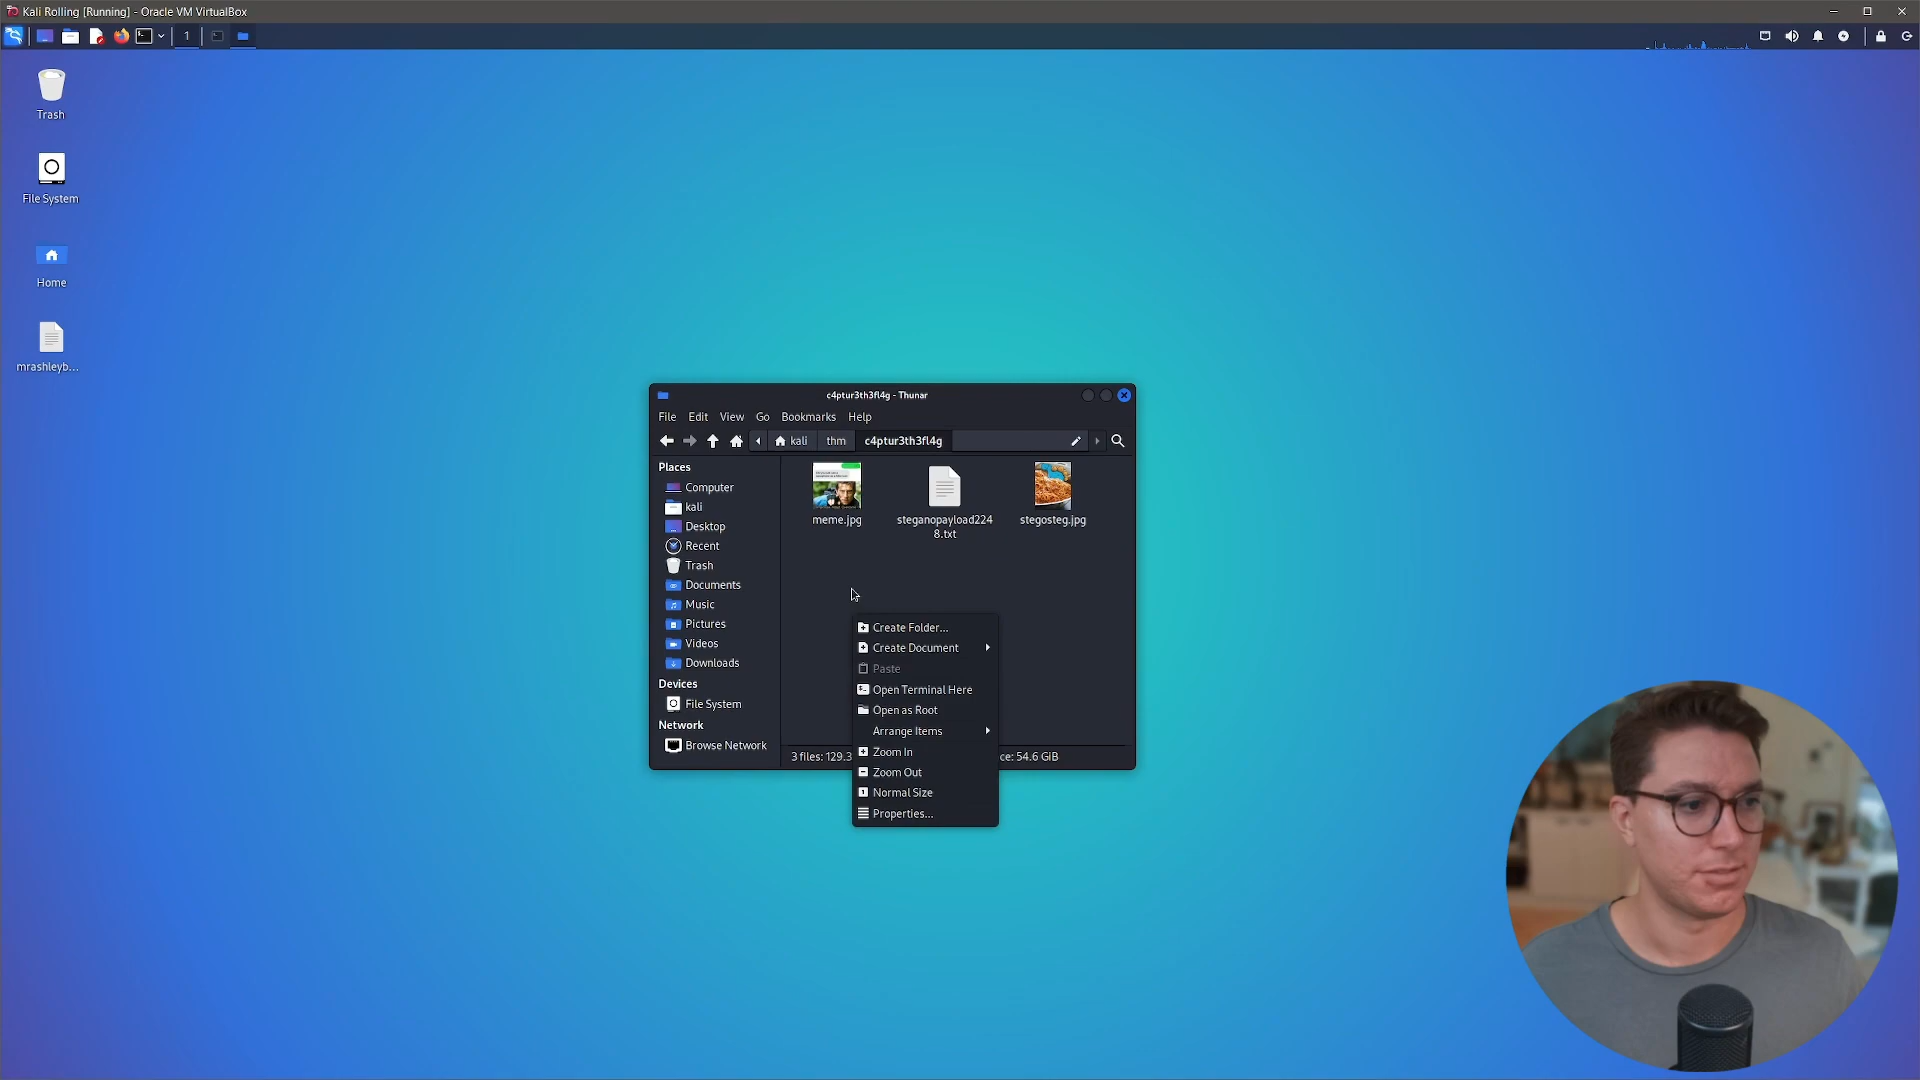 Kali Rolling [Running] - Oracle VM VirtualBox
1
Trash
File System
Home
mrashleyb...
c4ptur3th3fl4g - Thunar
File Edit View Go Bookmarks Help
kali thm c4ptur3th3fl4g
Places
Computer
kali
Desktop
Recent
Trash
Documents
Music
Pictures
Videos
Downloads
Devices
File System
Network
Browse Network
meme.jpg
steganopayload224
8.txt
stegosteg.jpg
Create Folder...
Create Document
Paste
Open Terminal Here
Open as Root
Arrange Items
Zoom In
Zoom Out
Normal Size
Properties...
3 files: 129.3
ce: 54.6 GiB